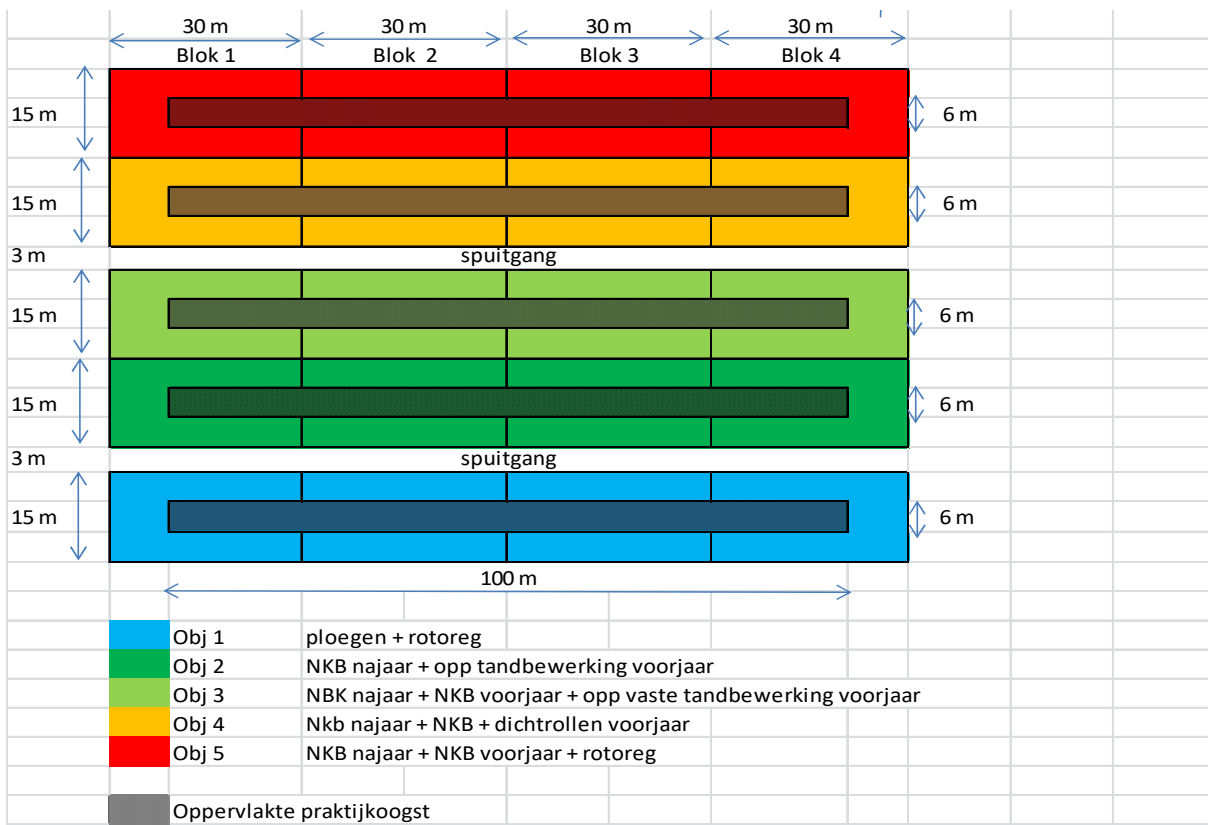 30 m 30 m 30 m 30 m
Blok 1 Blok 2 Blok 3 Blok 4
15 m 6 m
15 m 6 m
3 m spuitgang
15 m 6 m
15 m 6 m
3 m spuitgang
15 m 6 m
100 m
Obj 1 ploegen + rotoreg
Obj 2 NKB najaar + opp tandbewerking voorjaar
Obj 3 NBK najaar + NKB voorjaar + opp vaste tandbewerking voorjaar
Obj 4 Nkb najaar + NKB + dichtrollen voorjaar
Obj 5 NKB najaar + NKB voorjaar + rotoreg
Oppervlakte praktijkoogst